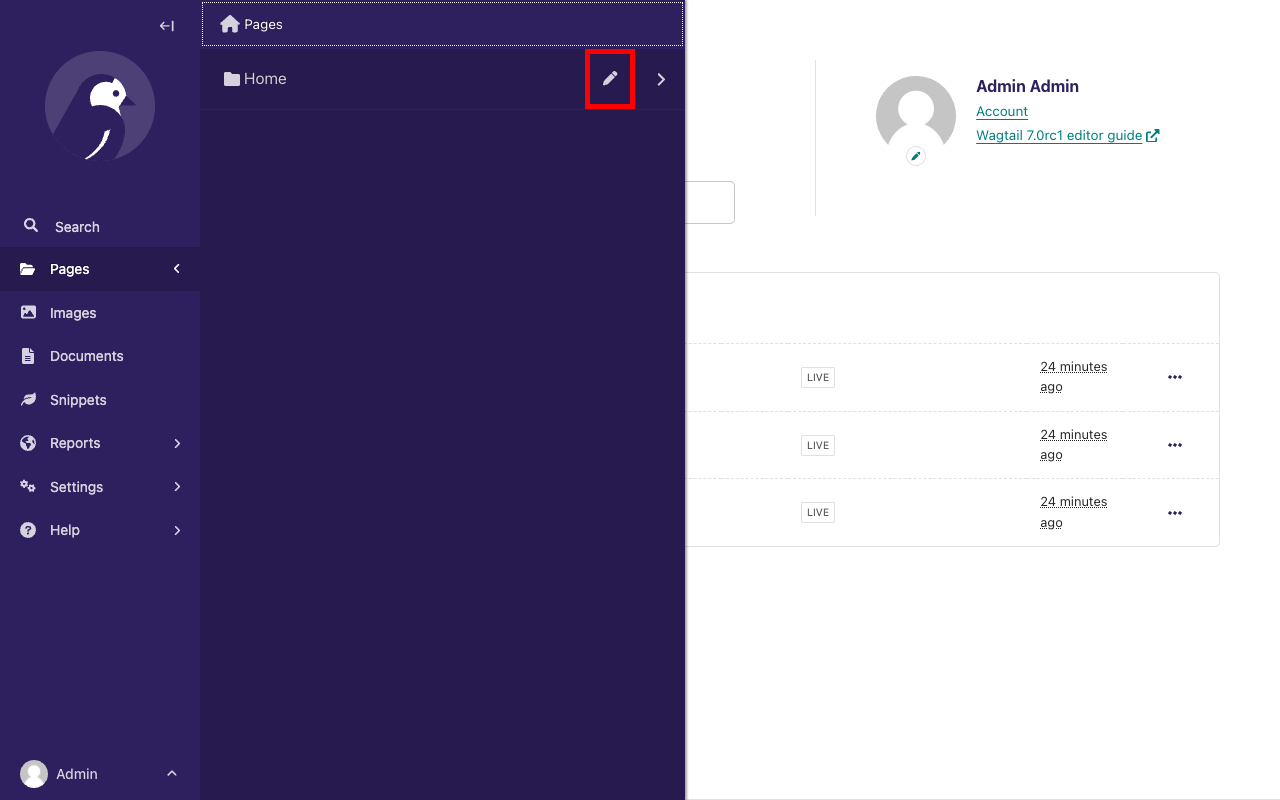 Pages
Home
Search
Pages
Images
Documents
Snippets
Reports
Settings
Help
Admin
Admin Admin
Account
Wagtail 7.0rc1 editor guide
LIVE
24 minutes
ago
LIVE
24 minutes
ago
LIVE
24 minutes
ago